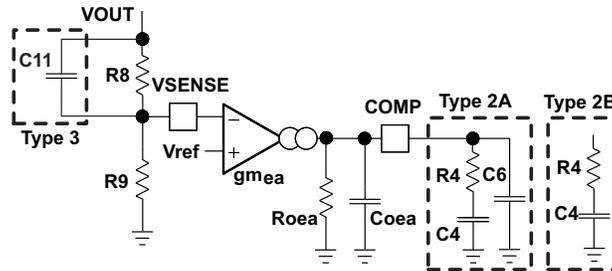 VOUT
C11
R8
VSENSE
Type 3
Vref
−
+
gmea
R9
Roea
Coea
COMP
Type 2A
R4
C6
C4
Type 2B
R4
C4